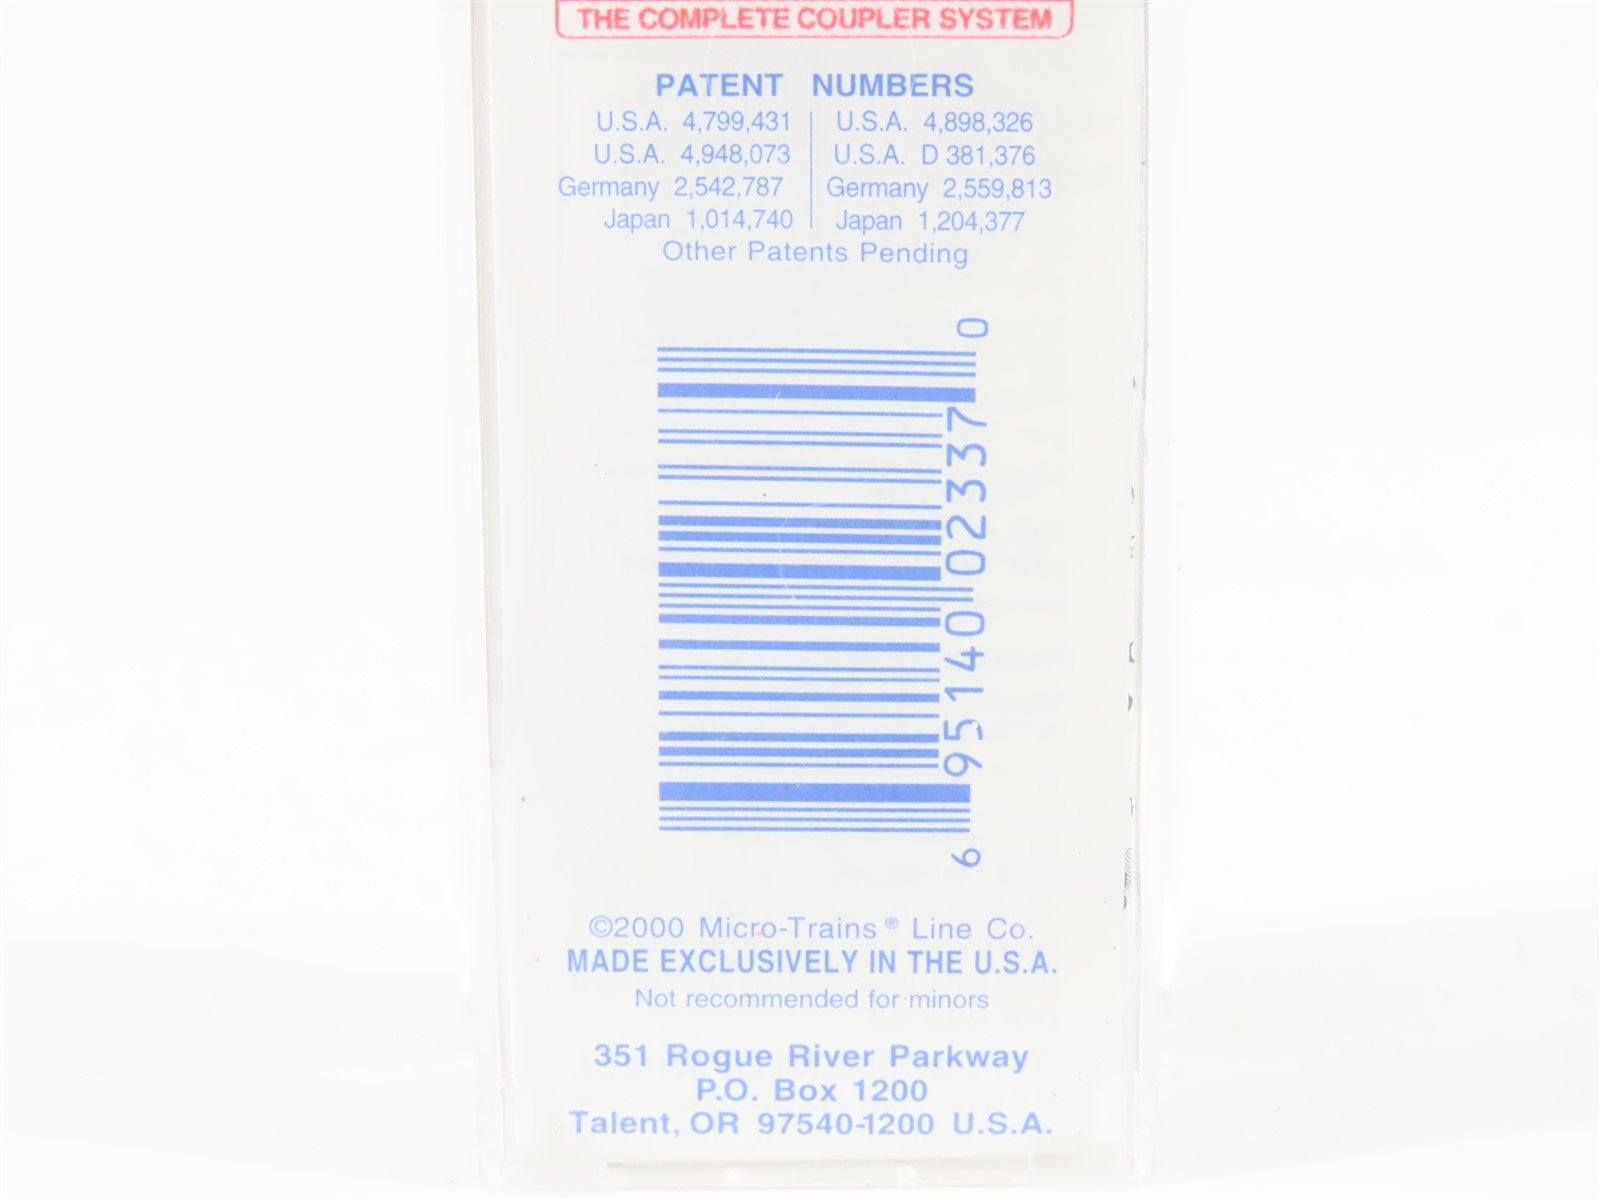 THE COMPLETE COUPLER SYSTEM
PATENT NUMBERS
U.S.A. 4,799,431 | U.S.A. 4,898,326
U.S.A. 4,948,073 | U.S.A. D 381,376
Germany 2,542,787 | Germany 2,559,813
Japan 1,014,740 | Japan 1,204,377
Other Patents Pending
6 95140 02337 0
©2000 Micro-Trains® Line Co.
MADE EXCLUSIVELY IN THE U.S.A.
Not recommended for minors
351 Rogue River Parkway
P.O. Box 1200
Talent, OR 97540-1200 U.S.A.